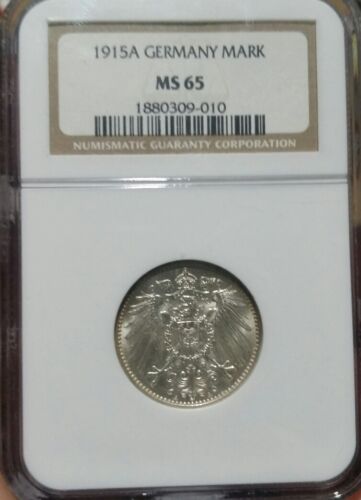 1915A GERMANY MARK
MS 65
1880309-010
NUMISMATIC GUARANTY CORPORATION